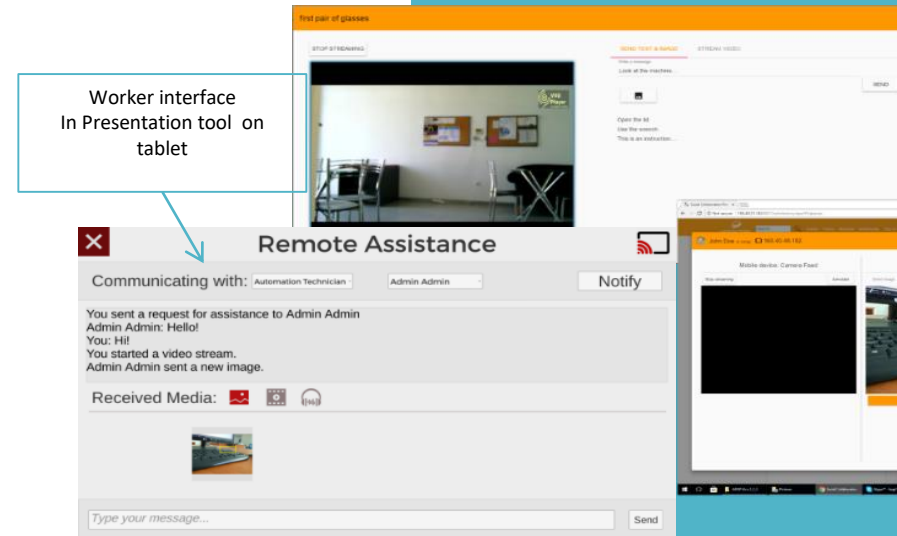 first pair of glasses
STOP STREAMING
SEND TEXT & IMAGE STREAM VIDEO
Write a message
Look at the machine...
SEND
Open the lid
Use the wrench
This is an instruction...
Worker interface
In Presentation tool on
tablet
Remote Assistance
Communicating with: Automation Technician Admin Admin Notify
You sent a request for assistance to Admin Admin
Admin Admin: Hello!
You: Hi!
You started a video stream.
Admin Admin sent a new image.
Received Media:
Type your message... Send
John Doe
Mobile device: Camera Feed
Stop streaming